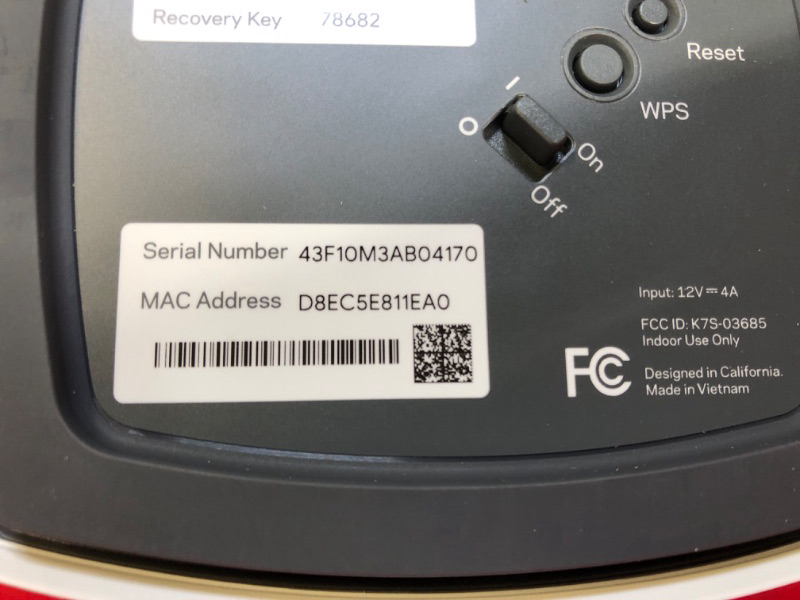 Recovery Key 78682
Reset
WPS
I
O
On
Off
Serial Number 43F10M3AB04170
MAC Address D8EC5E811EA0
Input: 12V⎓4A
FCC ID: K7S-03685
Indoor Use Only
FC
Designed in California.
Made in Vietnam